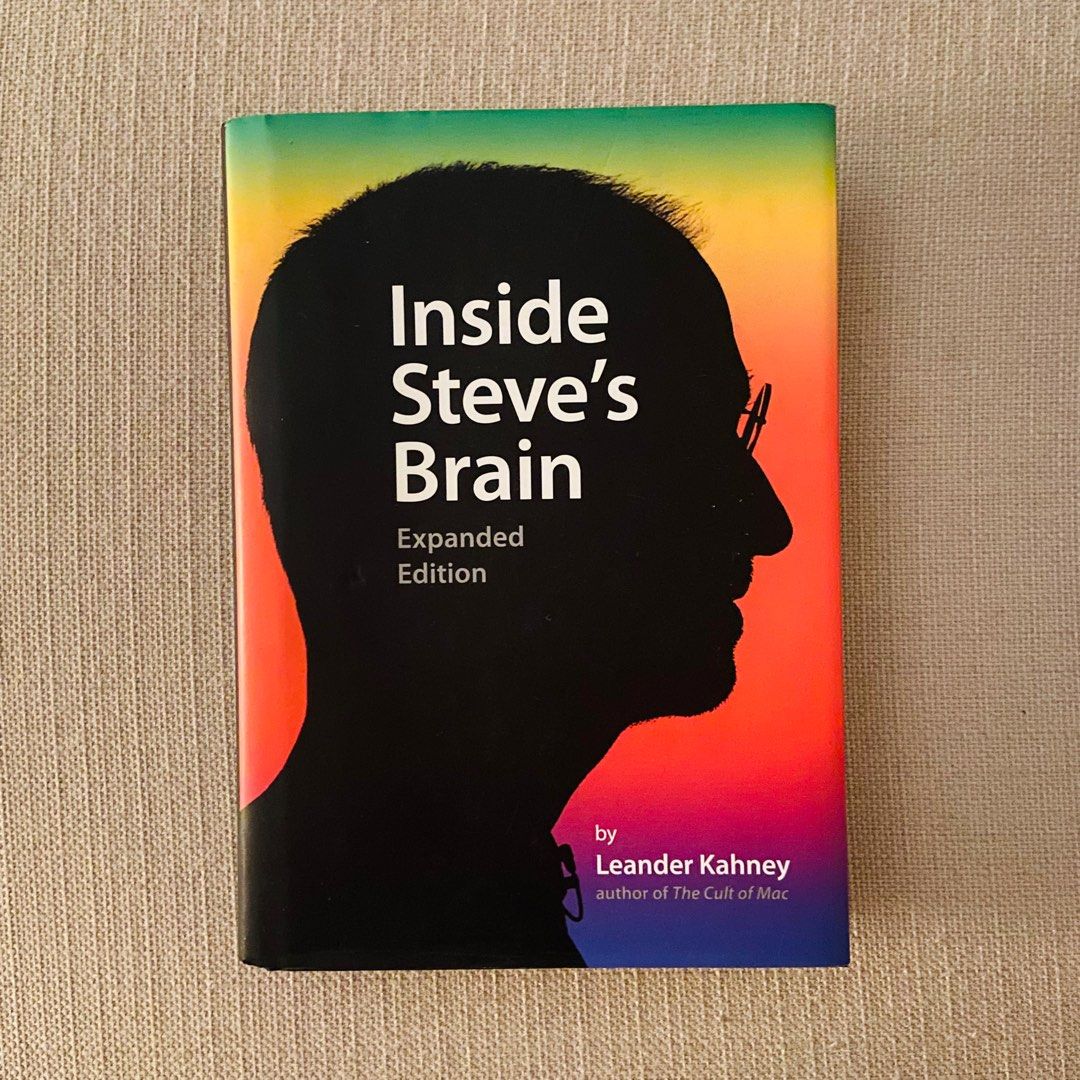 Inside
Steve’s
Brain
Expanded
Edition
by
Leander Kahney
author of The Cult of Mac